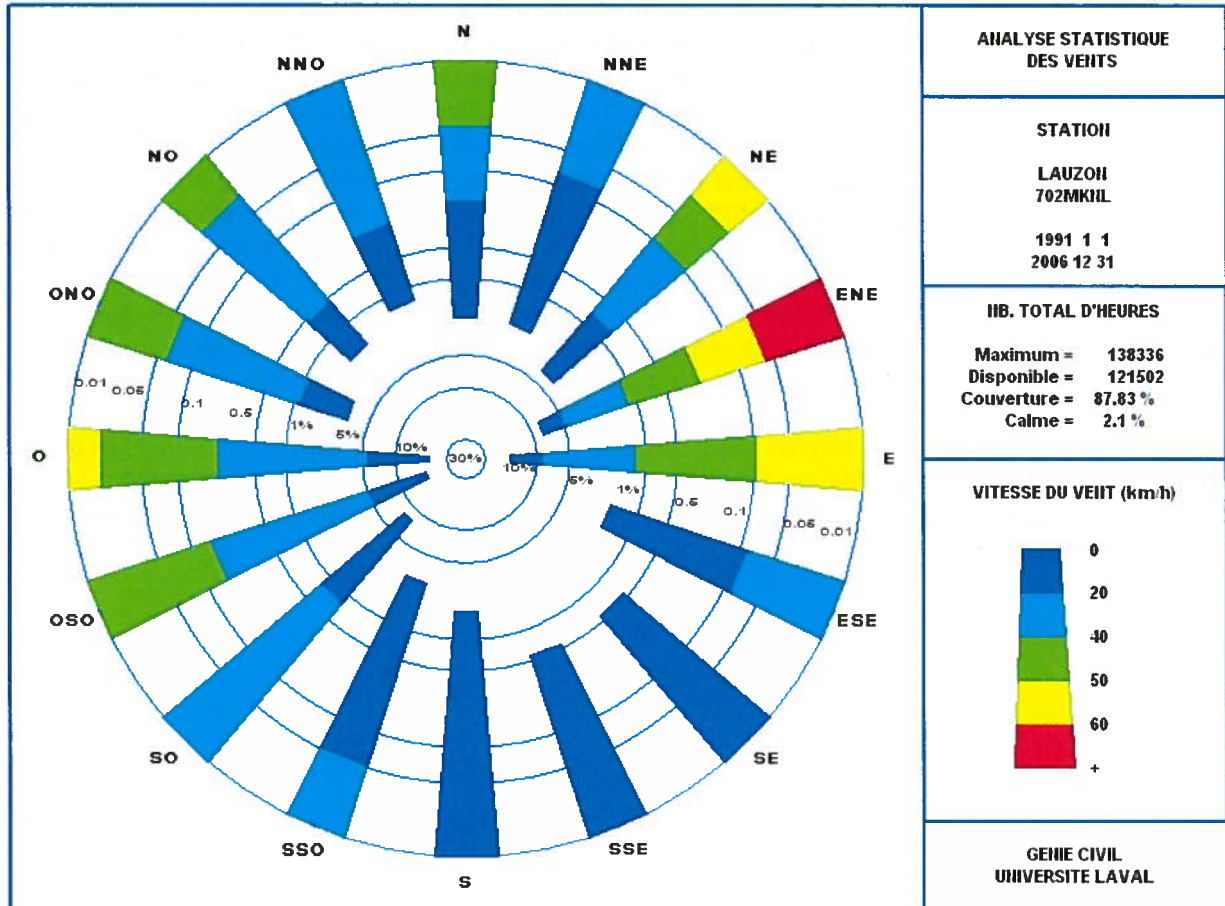 N
NNO
NNE
NO
NE
ONO
ENE
0.01 0.05 0.1 0.5 1% 5% 10% 30% 10% 5% 1% 0.5 0.1 0.05 0.01
O
E
OSO
ESE
SO
SE
SSO
SSE
S
ANALYSE STATISTIQUE
DES VENTS
STATION
LAUZON
702MKNL
1991 1 1
2006 12 31
NB. TOTAL D'HEURES
Maximum = 138336
Disponible = 121502
Couverture = 87.83 %
Calme = 2.1 %
VITESSE DU VENT (km/h)
0
20
40
50
60
+
GENIE CIVIL
UNIVERSITE LAVAL